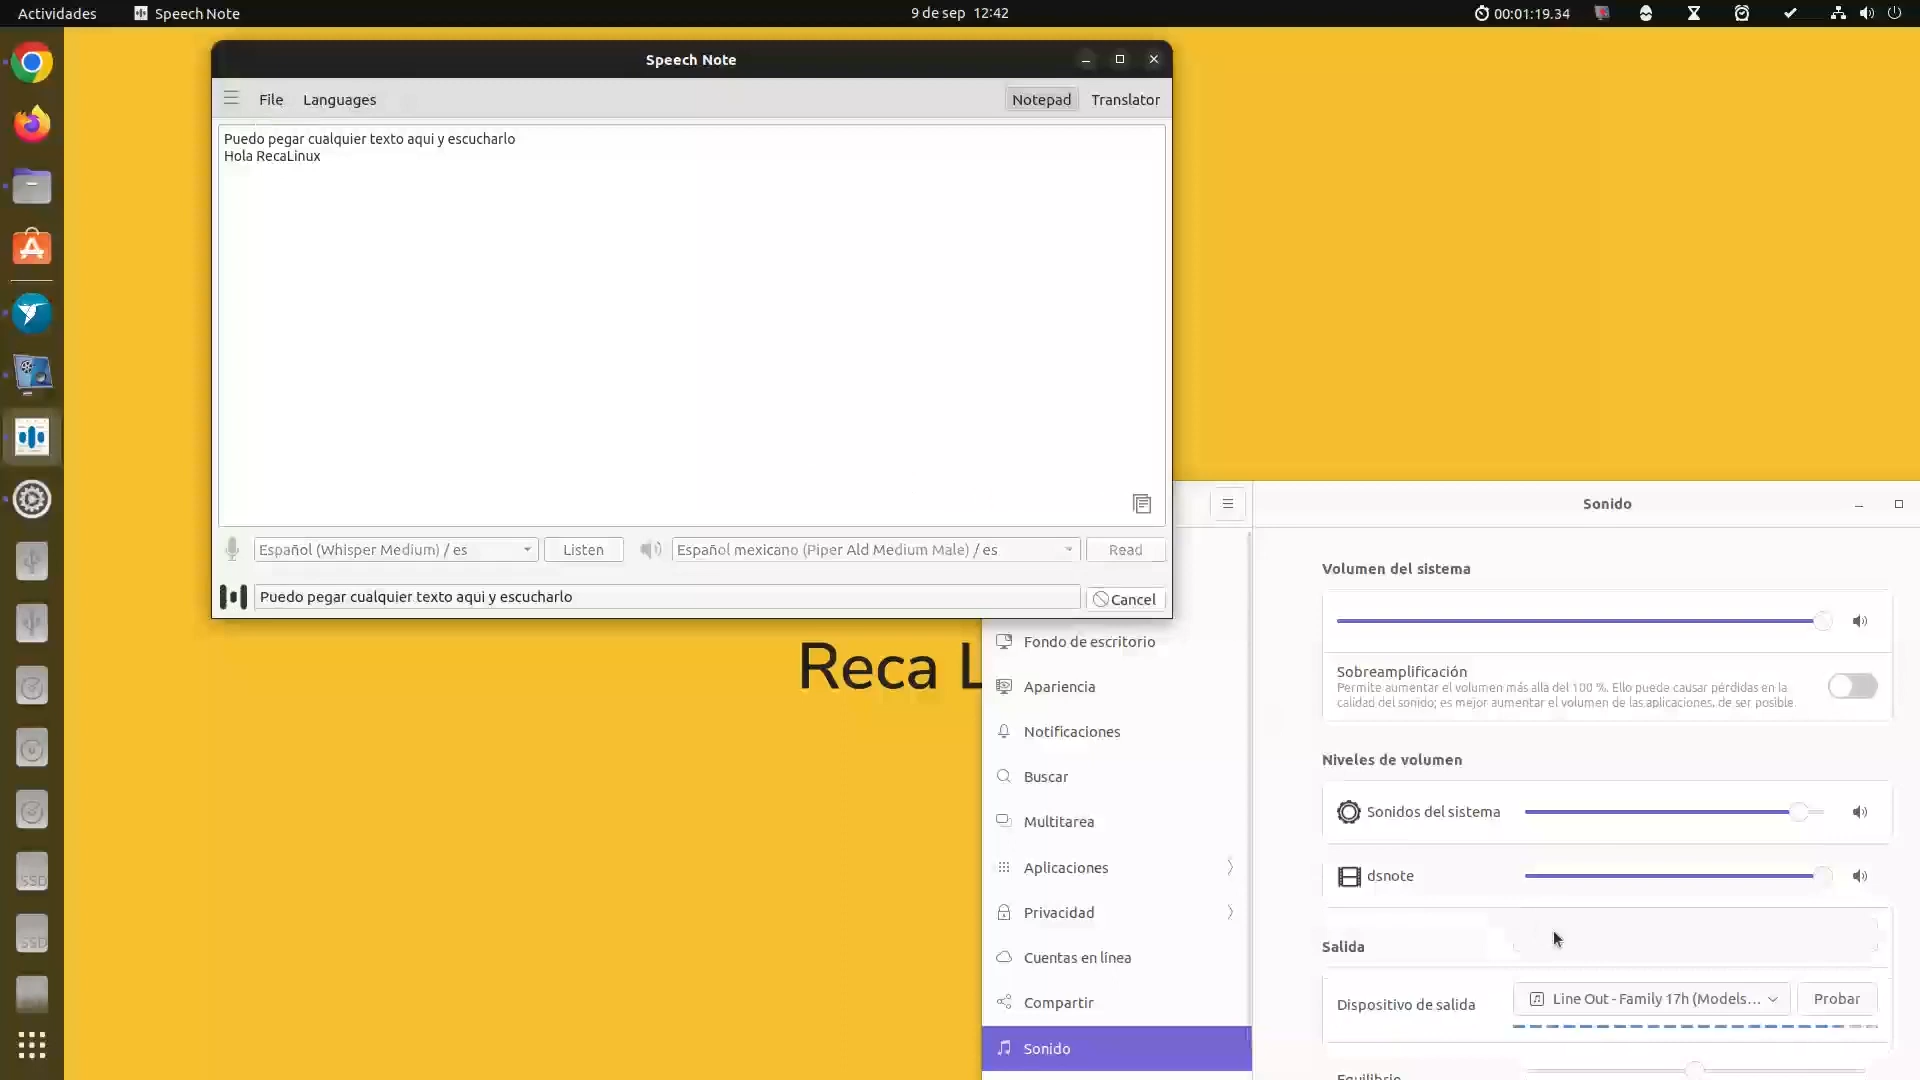 Actividades
Speech Note
9 de sep 12:42
00:01:19.34
Speech Note
File
Languages
Notepad
Translator
Puedo pegar cualquier texto aqui y escucharlo
Hola RecaLinux
Español (Whisper Medium) / es
Listen
Español mexicano (Piper Ald Medium Male) / es
Read
Puedo pegar cualquier texto aqui y escucharlo
Cancel
Reca L
Sonido
Fondo de escritorio
Apariencia
Notificaciones
Buscar
Multitarea
Aplicaciones
Privacidad
Cuentas en línea
Compartir
Sonido
Volumen del sistema
Sobreamplificación
Permite aumentar el volumen más alla del 100 %. Ello puede causar pérdidas en la
calidad del sonido; es mejor aumentar el volumen de las aplicaciones, de ser posible.
Niveles de volumen
Sonidos del sistema
dsnote
Salida
Dispositivo de salida
Line Out - Family 17h (Models...
Probar
Equilibrio
SSD
SSD